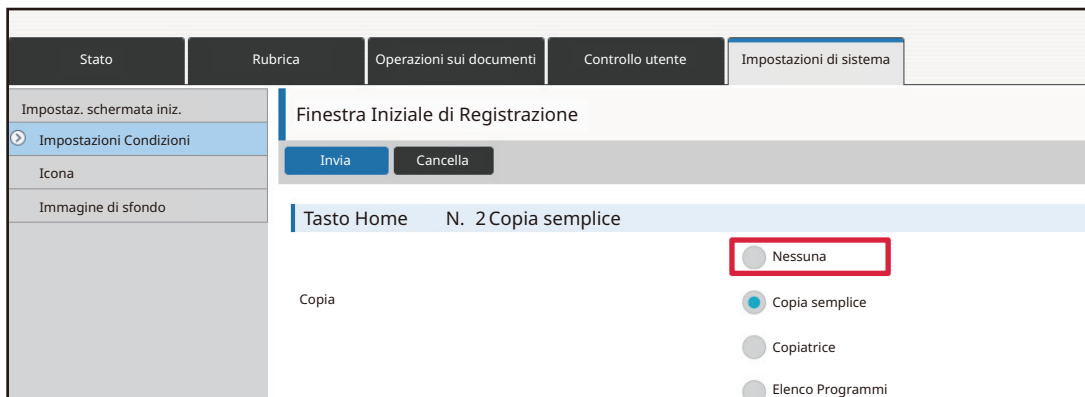 Stato
Rubrica
Operazioni sui documenti
Controllo utente
Impostazioni di sistema
Impostaz. schermata iniz.
Impostazioni Condizioni
Icona
Immagine di sfondo
Finestra Iniziale di Registrazione
Invia
Cancella
Tasto Home N. 2 Copia semplice
Copia
Nessuna
Copia semplice
Copiatrice
Elenco Programmi